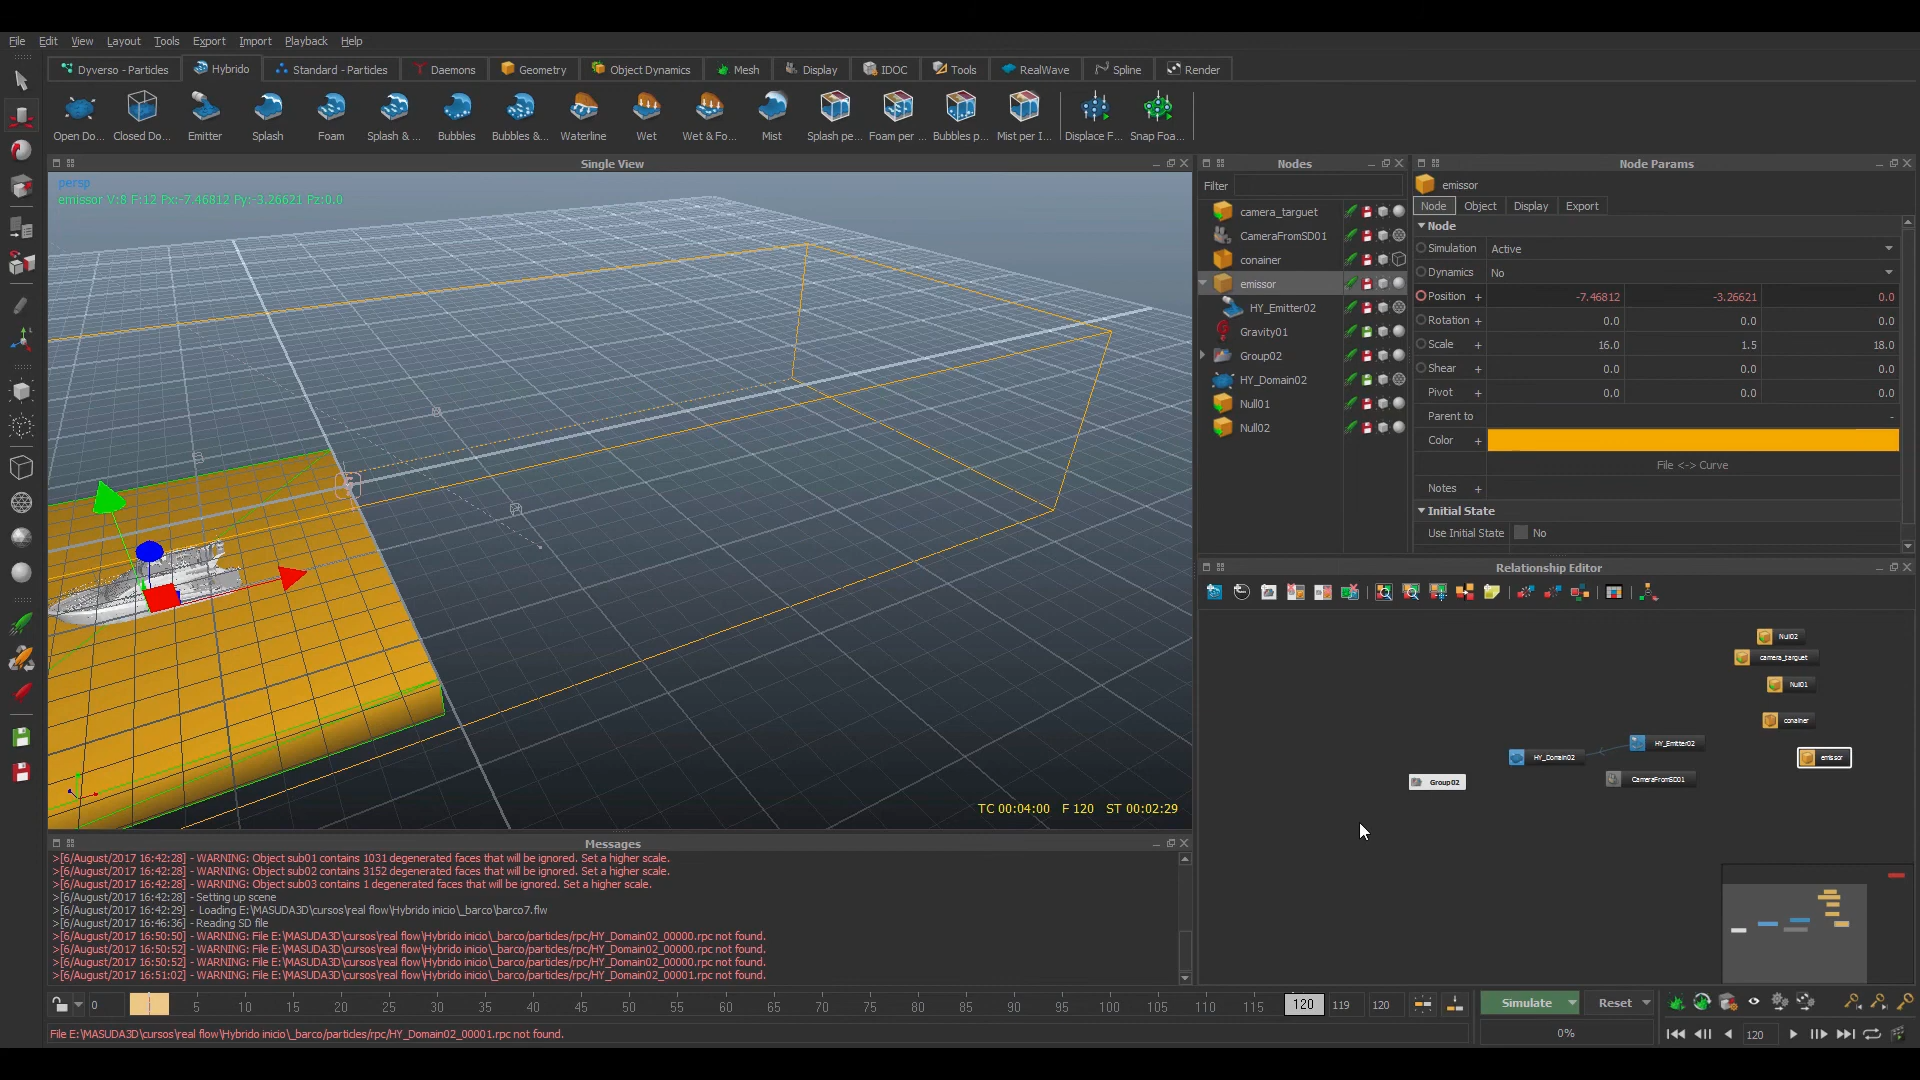 File Edit View Layout Tools Export Import Playback Help
Dyverso - Particles Hybrido Standard - Particles Daemons Geometry Object Dynamics Mesh Display IDOC Tools RealWave Spline Render
Open Do... Closed Do... Emitter Splash Foam Splash & ... Bubbles Bubbles &... Waterline Wet Wet & Fo... Mist Splash pe... Foam per ... Bubbles p... Mist per I... Displace F... Snap Foa...
Single View
persp
emissor V:8 F:12 Px:-7.46812 Py:-3.26621 Pz:0.0
TC 00:04:00 F 120 ST 00:02:29
Nodes
Filter
camera_targuet
CameraFromSD01
conainer
emissor
HY_Emitter02
Gravity01
Group02
HY_Domain02
Null01
Null02
Node Params
emissor
Node Object Display Export
Node
Simulation Active
Dynamics No
Position + -7.46812 -3.26621 0.0
Rotation + 0.0 0.0 0.0
Scale + 16.0 1.5 18.0
Shear + 0.0 0.0 0.0
Pivot + 0.0 0.0 0.0
Parent to -
Color +
File <-> Curve
Notes +
Initial State
Use Initial State No
Relationship Editor
Null02
camera_targuet
Null01
conainer
HY_Emitter02
HY_Domain02
emissor
CameraFromSD01
Group02
Messages
>[6/August/2017 16:42:28] - WARNING: Object sub01 contains 1031 degenerated faces that will be ignored. Set a higher scale.
>[6/August/2017 16:42:28] - WARNING: Object sub02 contains 3152 degenerated faces that will be ignored. Set a higher scale.
>[6/August/2017 16:42:28] - WARNING: Object sub03 contains 1 degenerated faces that will be ignored. Set a higher scale.
>[6/August/2017 16:42:28] - Setting up scene
>[6/August/2017 16:42:29] - Loading E:\MASUDA3D\cursos\real flow\Hybrido inicio\_barco\barco7.flw
>[6/August/2017 16:46:36] - Reading SD file
>[6/August/2017 16:50:50] - WARNING: File E:\MASUDA3D\cursos\real flow\Hybrido inicio\_barco/particles/rpc/HY_Domain02_00000.rpc not found.
>[6/August/2017 16:50:52] - WARNING: File E:\MASUDA3D\cursos\real flow\Hybrido inicio\_barco/particles/rpc/HY_Domain02_00000.rpc not found.
>[6/August/2017 16:50:52] - WARNING: File E:\MASUDA3D\cursos\real flow\Hybrido inicio\_barco/particles/rpc/HY_Domain02_00001.rpc not found.
>[6/August/2017 16:51:02] - WARNING: File E:\MASUDA3D\cursos\real flow\Hybrido inicio\_barco/particles/rpc/HY_Domain02_00001.rpc not found.
0 5 10 15 20 25 30 35 40 45 50 55 60 65 70 75 80 85 90 95 100 105 110 115 120 119 120
Simulate Reset
File E:\MASUDA3D\cursos\real flow\Hybrido inicio\_barco/particles/rpc/HY_Domain02_00001.rpc not found.
0% 120